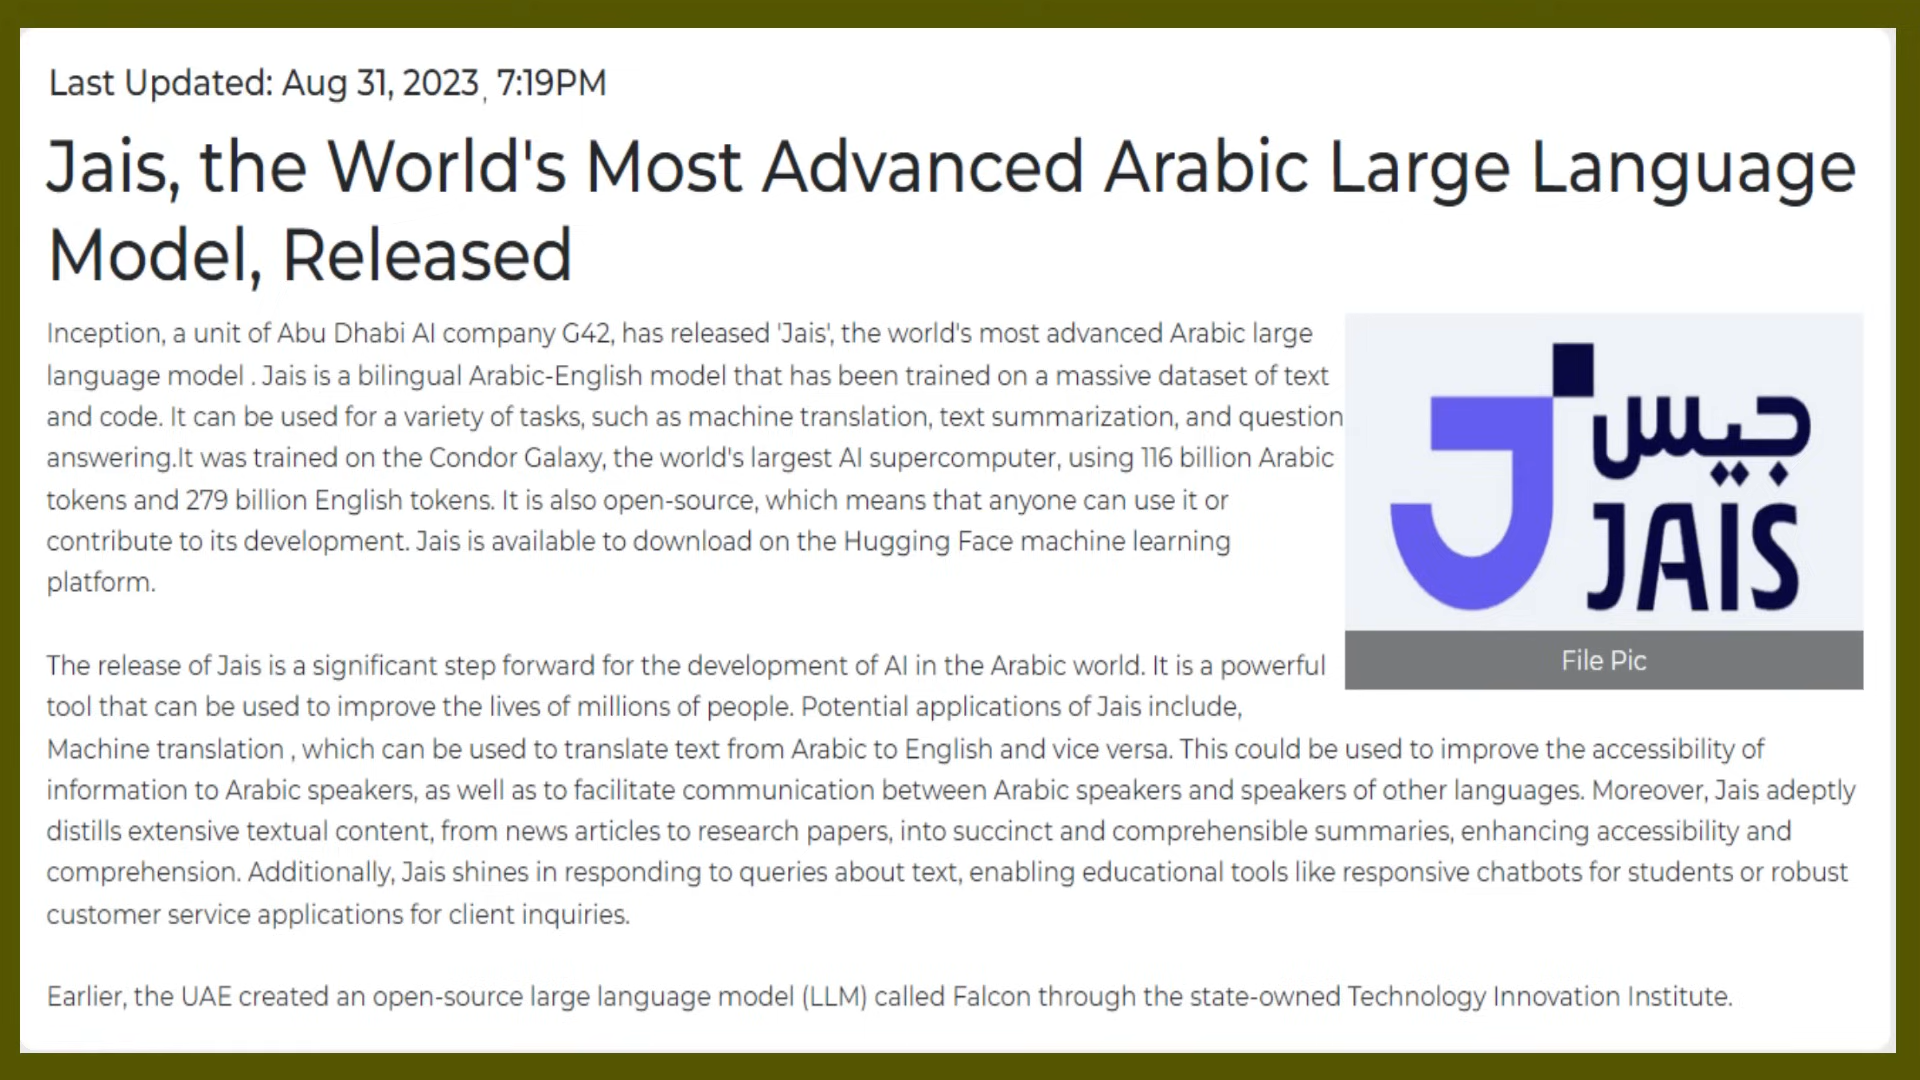 Last Updated: Aug 31, 2023, 7:19PM
Jais, the World's Most Advanced Arabic Large Language
Model, Released
Inception, a unit of Abu Dhabi AI company G42, has released 'Jais', the world's most advanced Arabic large
language model . Jais is a bilingual Arabic-English model that has been trained on a massive dataset of text
and code. It can be used for a variety of tasks, such as machine translation, text summarization, and question
answering.It was trained on the Condor Galaxy, the world's largest AI supercomputer, using 116 billion Arabic
tokens and 279 billion English tokens. It is also open-source, which means that anyone can use it or
contribute to its development. Jais is available to download on the Hugging Face machine learning
platform.
جيس
JAIS
File Pic
The release of Jais is a significant step forward for the development of AI in the Arabic world. It is a powerful
tool that can be used to improve the lives of millions of people. Potential applications of Jais include,
Machine translation , which can be used to translate text from Arabic to English and vice versa. This could be used to improve the accessibility of
information to Arabic speakers, as well as to facilitate communication between Arabic speakers and speakers of other languages. Moreover, Jais adeptly
distills extensive textual content, from news articles to research papers, into succinct and comprehensible summaries, enhancing accessibility and
comprehension. Additionally, Jais shines in responding to queries about text, enabling educational tools like responsive chatbots for students or robust
customer service applications for client inquiries.
Earlier, the UAE created an open-source large language model (LLM) called Falcon through the state-owned Technology Innovation Institute.